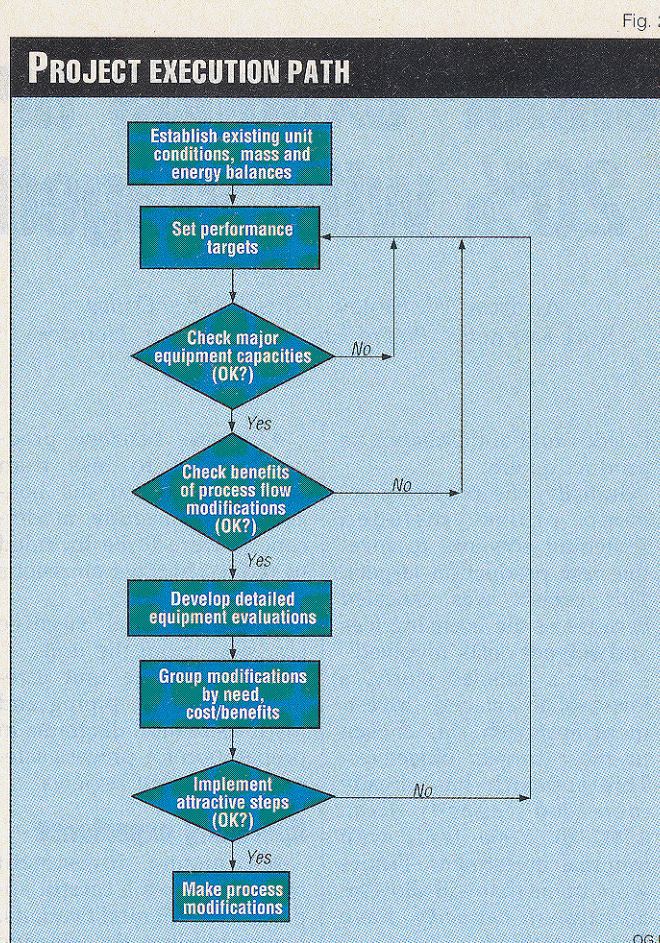 Fig. 2
PROJECT EXECUTION PATH
Establish existing unit
conditions, mass and
energy balances
Set performance
targets
Check major
equipment capacities
(OK?)
No
Yes
Check benefits
of process flow
modifications
(OK?)
No
Yes
Develop detailed
equipment evaluations
Group modifications
by need,
cost/benefits
Implement
attractive steps
(OK?)
No
Yes
Make process
modifications